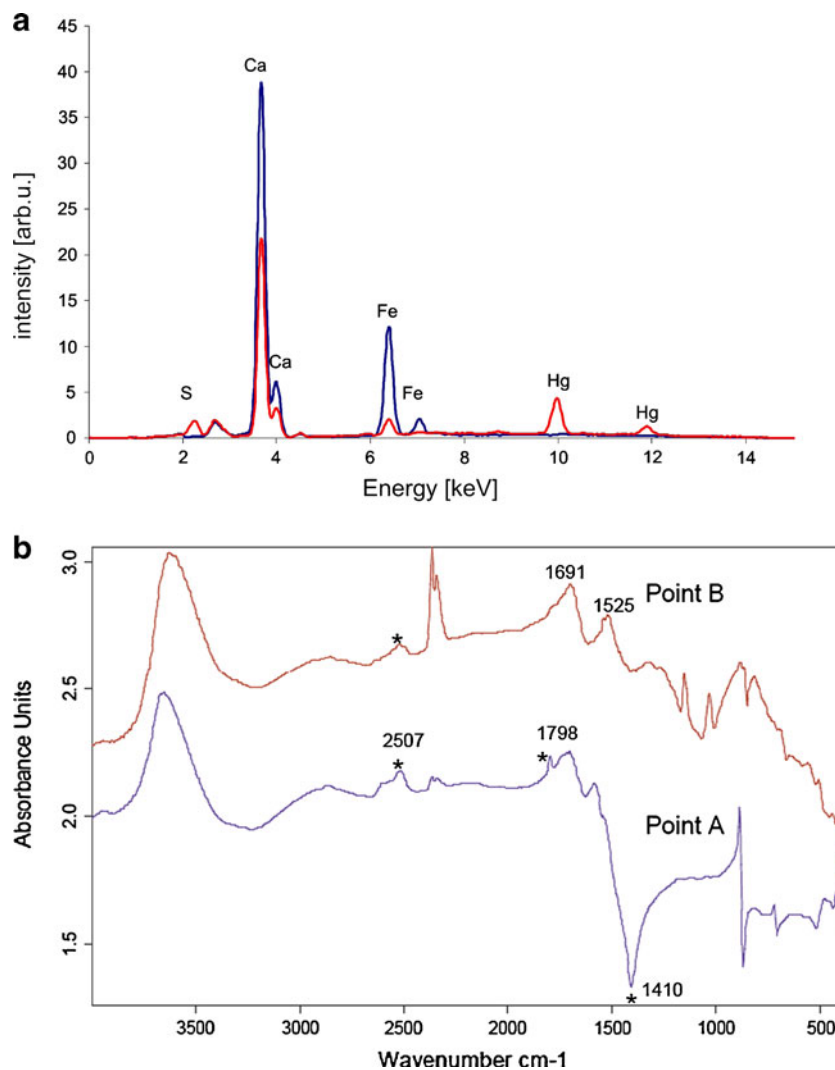 a
45
40
35
30
25
20
15
10
5
0
intensity [arb.u.]
Ca
Ca
S
Fe
Fe
Hg
Hg
0 2 4 6 8 10 12 14
Energy [keV]
b
3.0
2.5
2.0
1.5
Absorbance Units
1691
1525
Point B
*
2507
*
1798
*
Point A
* 1410
3500 3000 2500 2000 1500 1000 500
Wavenumber cm-1